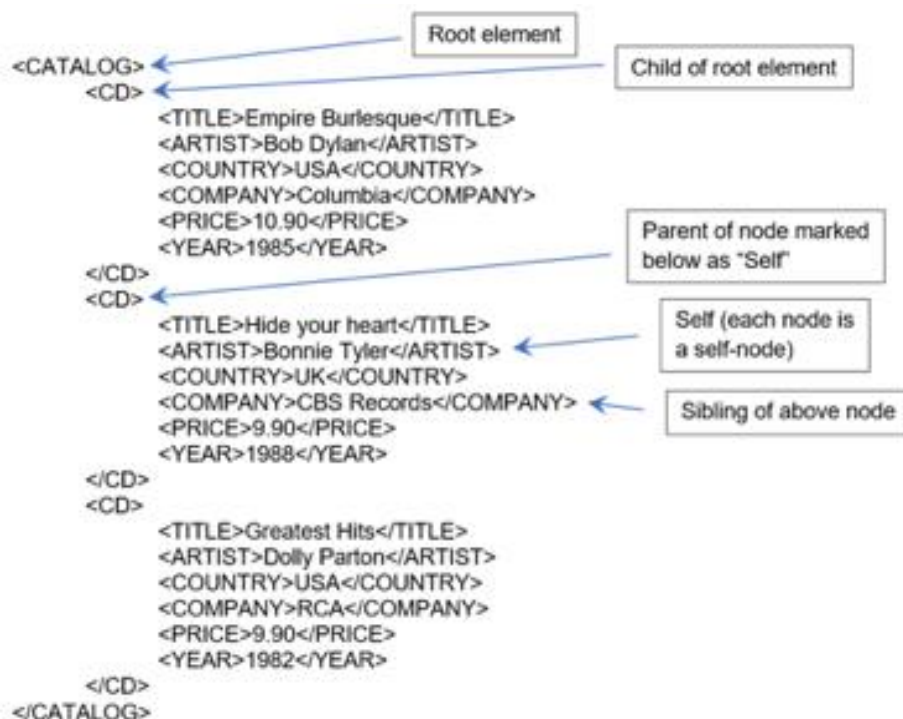 Root element
<CATALOG>
Child of root element
<CD>
<TITLE>Empire Burlesque</TITLE>
<ARTIST>Bob Dylan</ARTIST>
<COUNTRY>USA</COUNTRY>
<COMPANY>Columbia</COMPANY>
<PRICE>10.90</PRICE>
<YEAR>1985</YEAR>
Parent of node marked
below as “Self”
</CD>
<CD>
<TITLE>Hide your heart</TITLE>
<ARTIST>Bonnie Tyler</ARTIST>
Self (each node is
a self-node)
<COUNTRY>UK</COUNTRY>
<COMPANY>CBS Records</COMPANY>
Sibling of above node
<PRICE>9.90</PRICE>
<YEAR>1988</YEAR>
</CD>
<CD>
<TITLE>Greatest Hits</TITLE>
<ARTIST>Dolly Parton</ARTIST>
<COUNTRY>USA</COUNTRY>
<COMPANY>RCA</COMPANY>
<PRICE>9.90</PRICE>
<YEAR>1982</YEAR>
</CD>
</CATALOG>